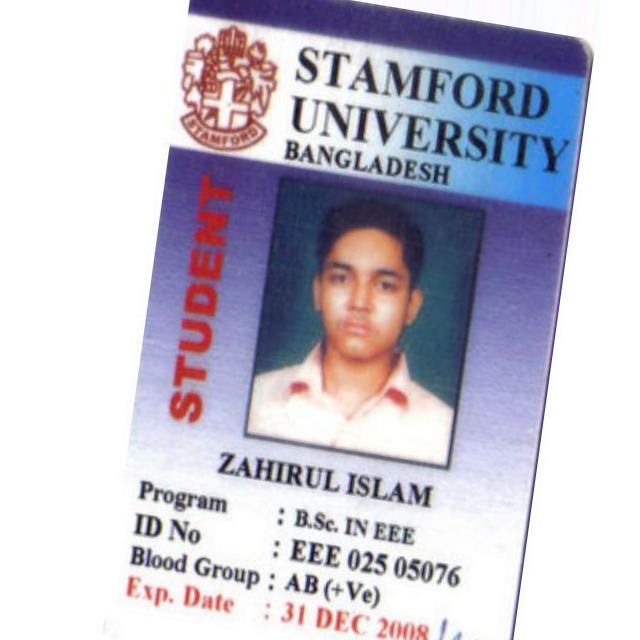 STAMFORD
STAMFORD
UNIVERSITY
BANGLADESH
STUDENT
ZAHIRUL ISLAM
Program : B.Sc. IN EEE
ID No : EEE 025 05076
Blood Group : AB (+Ve)
Exp. Date : 31 DEC 2008